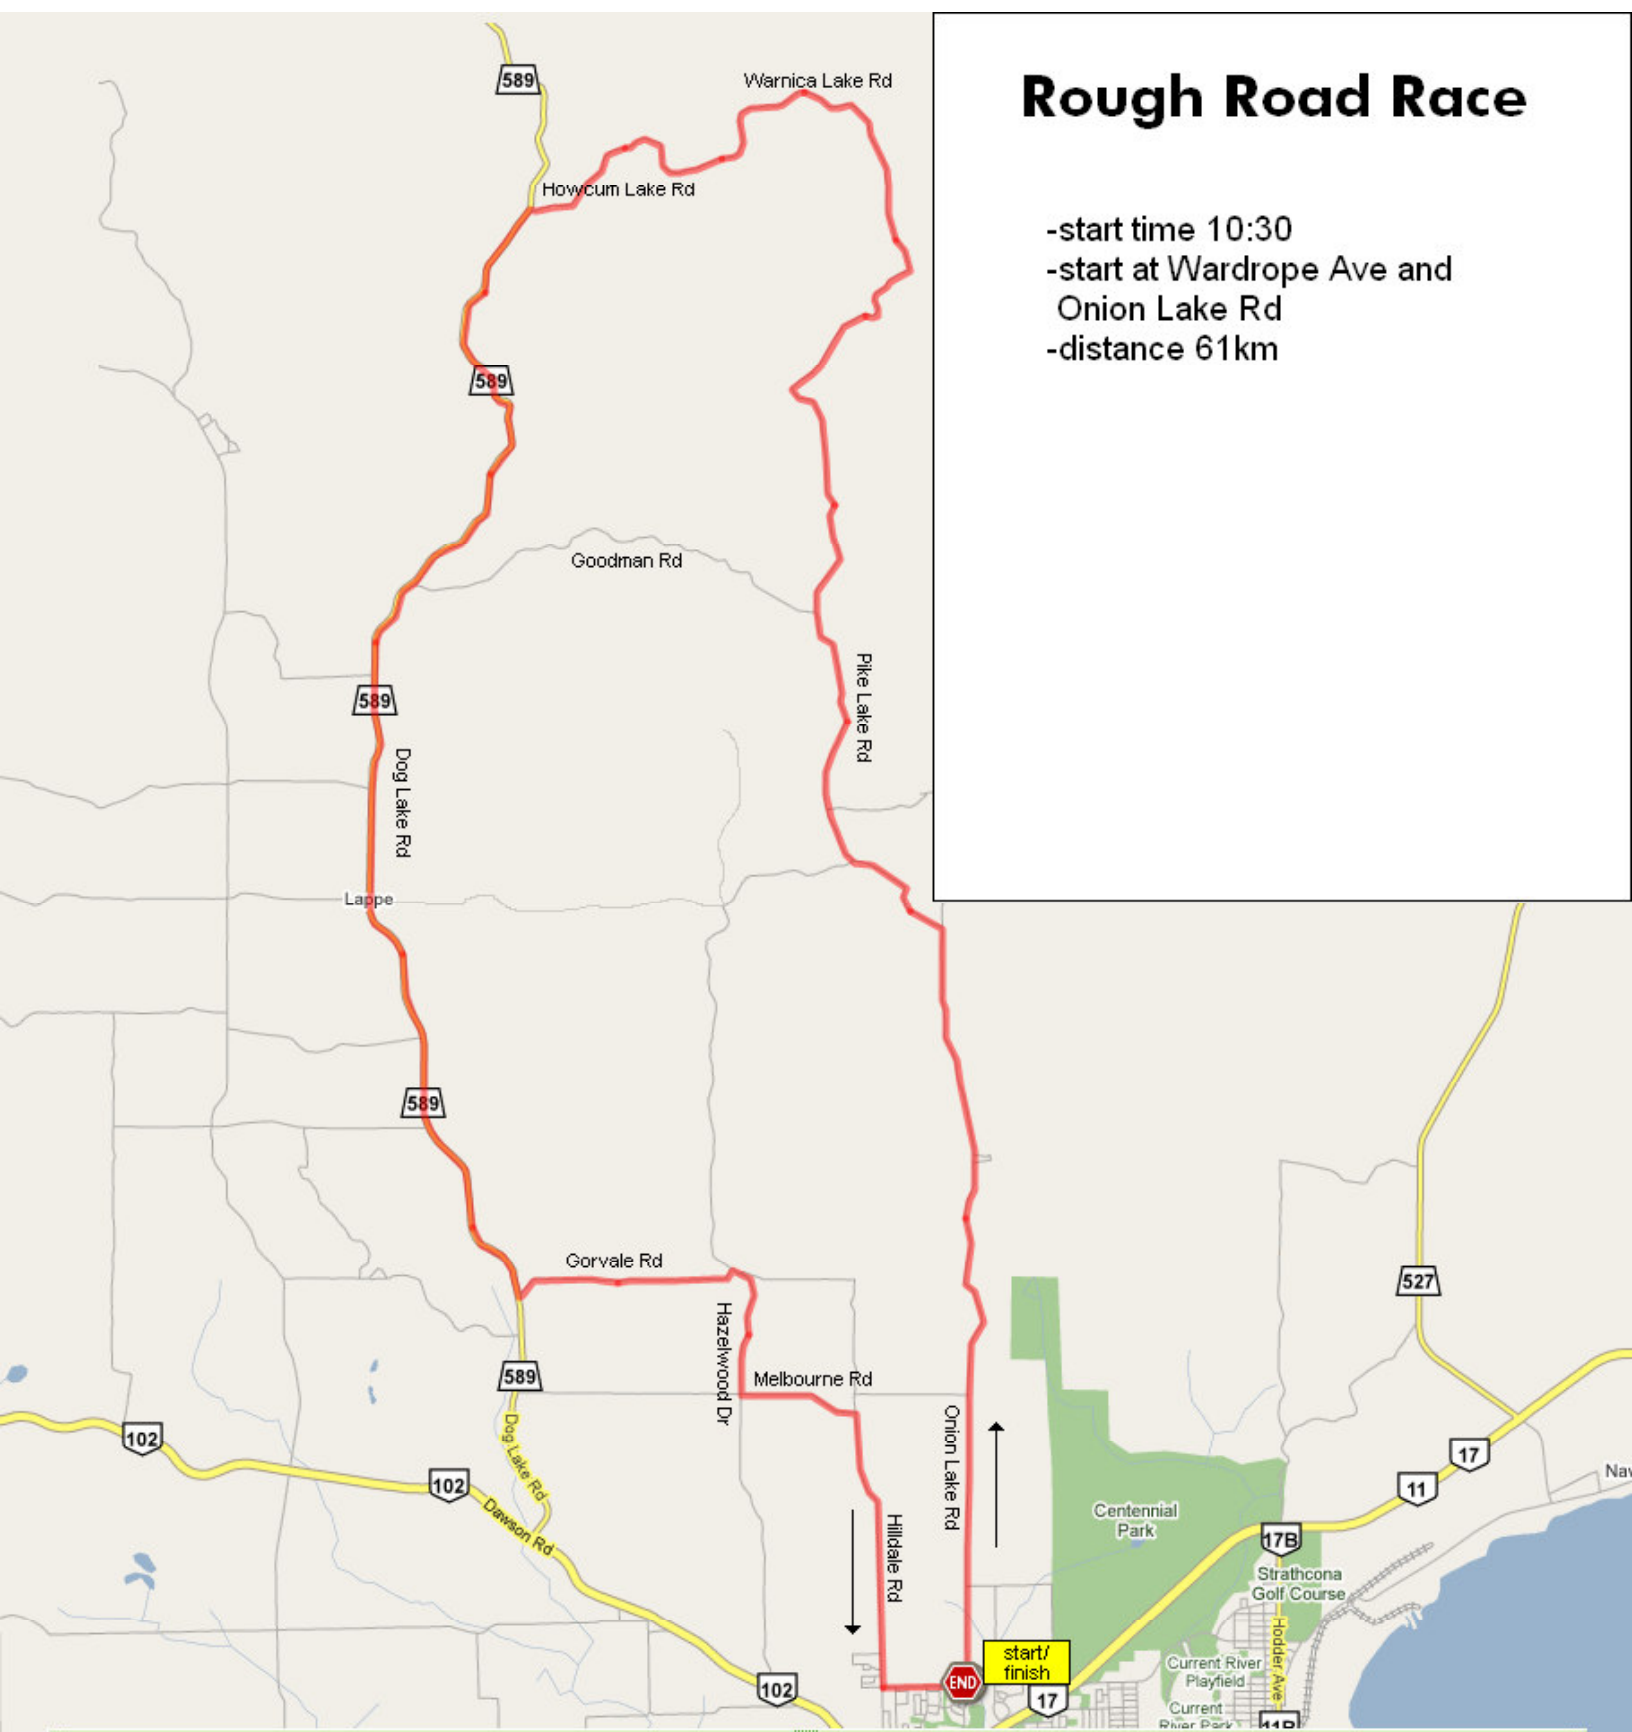 Rough Road Race
-start time 10:30
-start at Wardrope Ave and
Onion Lake Rd
-distance 61km
589
Warnica Lake Rd
Howcum Lake Rd
589
Goodman Rd
Pike Lake Rd
589
Dog Lake Rd
Lappe
589
Gorvale Rd
527
Hazelwood Dr
589
Melbourne Rd
Onion Lake Rd
102
Dog Lake Rd
102
Dawson Rd
17
11
Centennial
Park
17B
Hilldale Rd
Strathcona
Golf Course
Hodder Ave
start/
finish
END
Current River
Playfield
17
102
Current
River Park
11B